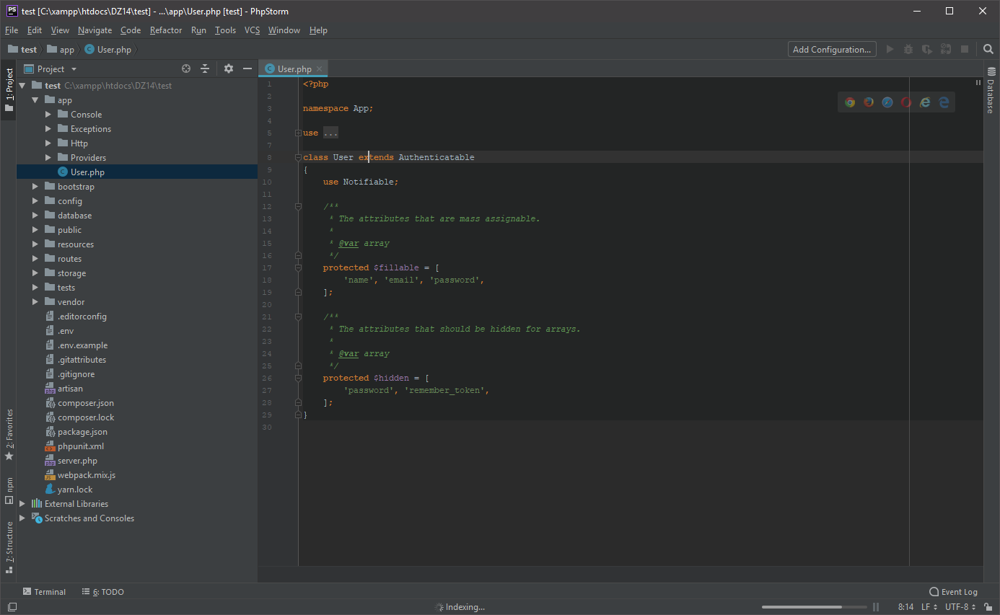 PS test [C:\xampp\htdocs\DZ14\test] - ...\app\User.php [test] - PhpStorm
File Edit View Navigate Code Refactor Run Tools VCS Window Help
test app C User.php Add Configuration...
1: Project
2: Favorites
npm
7: Structure
Project
test C:\xampp\htdocs\DZ14\test
app
Console
Exceptions
Http
Providers
C User.php
bootstrap
config
database
public
resources
routes
storage
tests
vendor
.editorconfig
.env
.env.example
.gitattributes
.gitignore
php artisan
composer.json
composer.lock
package.json
phpunit.xml
php server.php
JS webpack.mix.js
yarn.lock
External Libraries
Scratches and Consoles
C User.php
1 <?php
2
3 namespace App;
4
5 use ...
7
8 class User extends Authenticatable
9 {
10 use Notifiable;
11
12 /**
13 * The attributes that are mass assignable.
14 *
15 * @var array
16 */
17 protected $fillable = [
18 'name', 'email', 'password',
19 ];
20
21 /**
22 * The attributes that should be hidden for arrays.
23 *
24 * @var array
25 */
26 protected $hidden = [
27 'password', 'remember_token',
28 ];
29 }
30
Database
Terminal 6: TODO Event Log
Indexing... 8:14 LF UTF-8